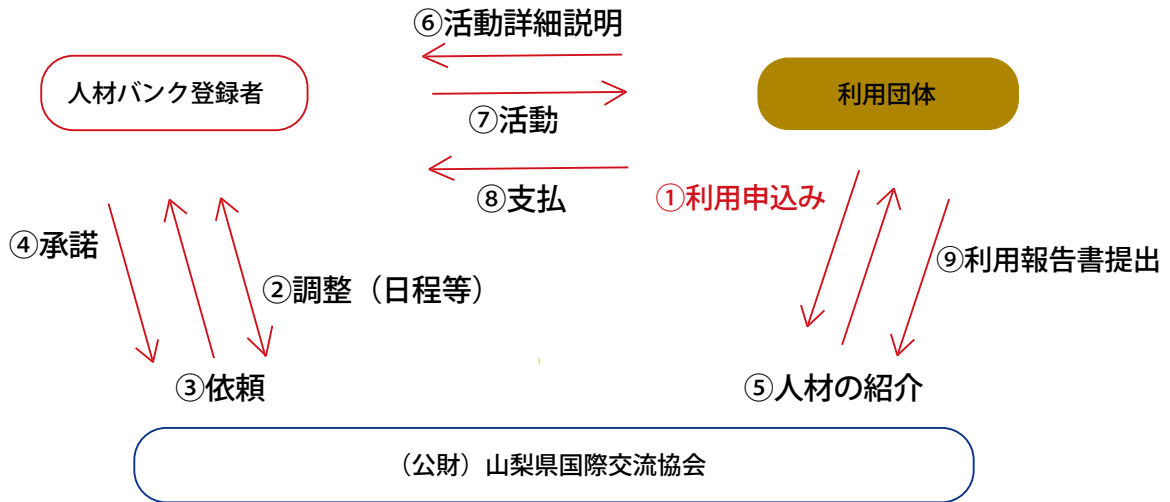 ⑥活動詳細説明
人材バンク登録者
利用団体
⑦活動
⑧支払
①利用申込み
④承諾
⑨利用報告書提出
②調整（日程等）
③依頼
⑤人材の紹介
（公財）山梨県国際交流協会